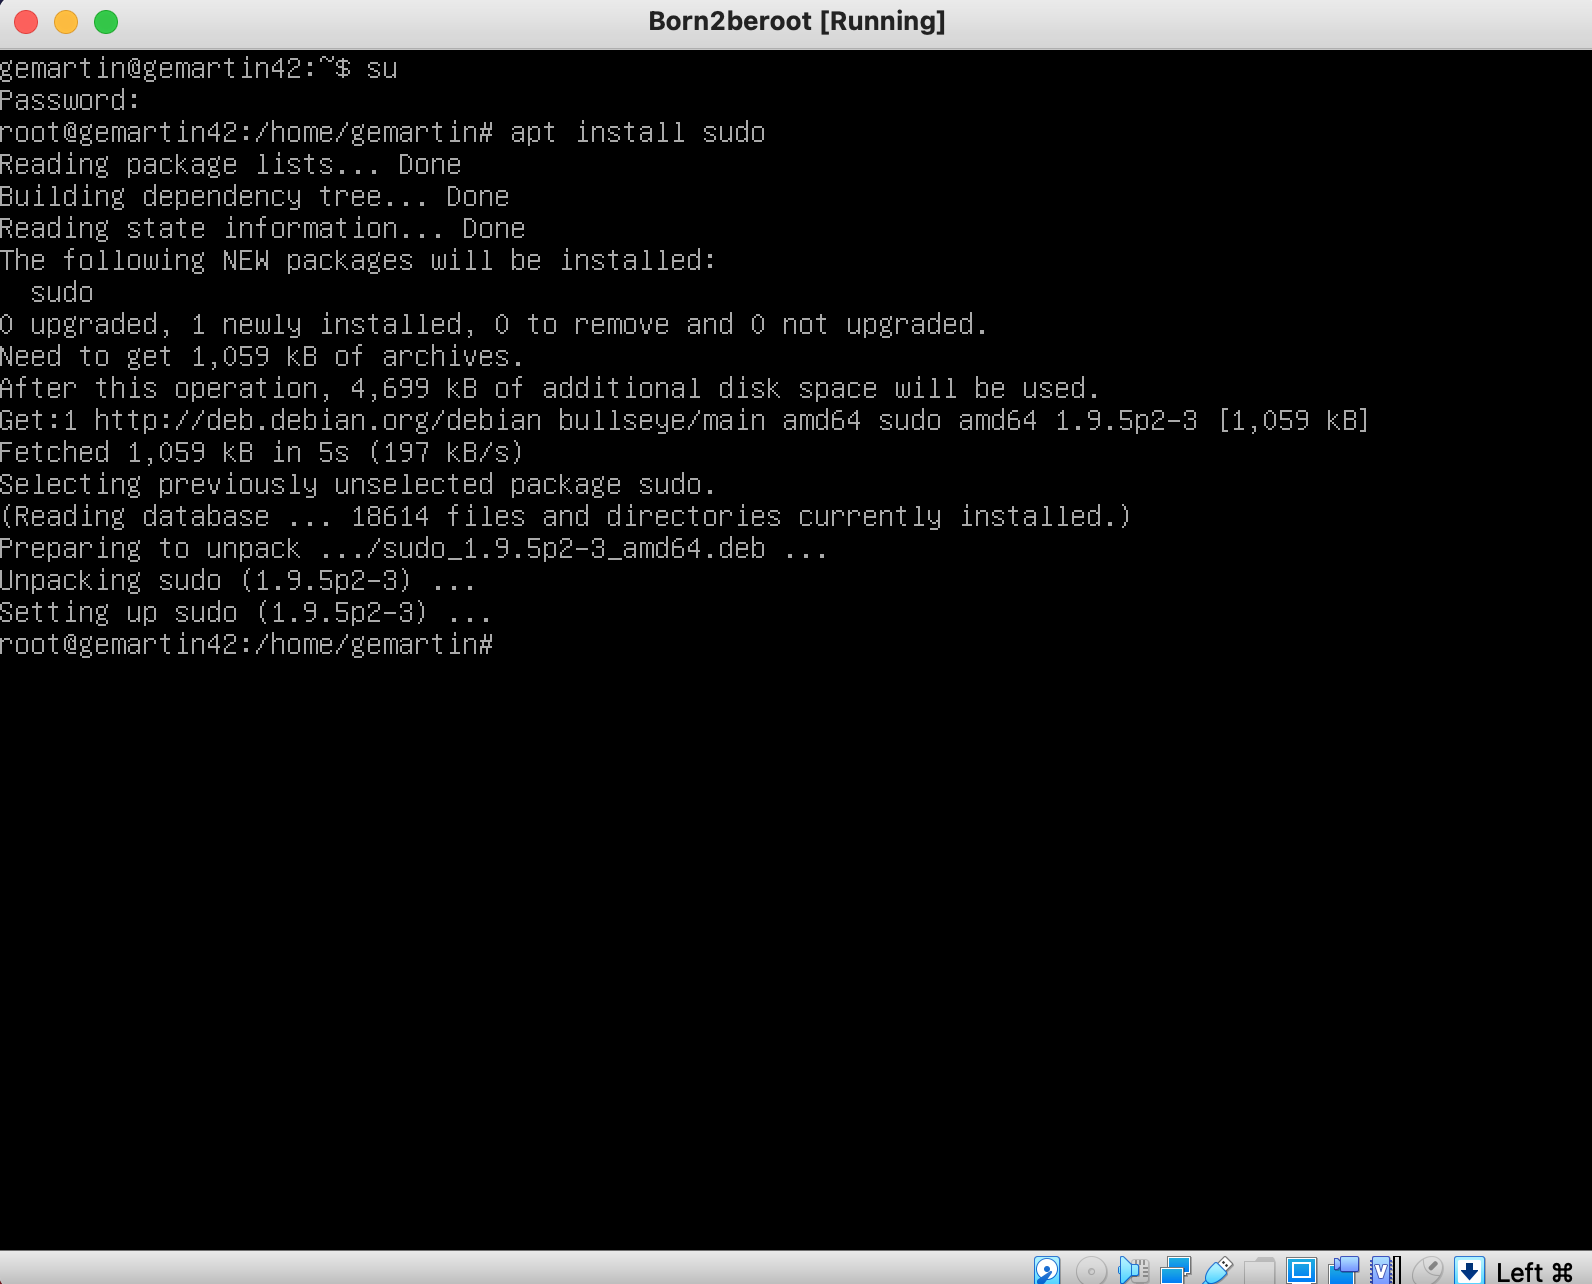 Born2beroot [Running]
gemartin@gemartin42:~$ su
Password:
root@gemartin42:/home/gemartin# apt install sudo
Reading package lists... Done
Building dependency tree... Done
Reading state information... Done
The following NEW packages will be installed:
  sudo
0 upgraded, 1 newly installed, 0 to remove and 0 not upgraded.
Need to get 1,059 kB of archives.
After this operation, 4,699 kB of additional disk space will be used.
Get:1 http://deb.debian.org/debian bullseye/main amd64 sudo amd64 1.9.5p2-3 [1,059 kB]
Fetched 1,059 kB in 5s (197 kB/s)
Selecting previously unselected package sudo.
(Reading database ... 18614 files and directories currently installed.)
Preparing to unpack .../sudo_1.9.5p2-3_amd64.deb ...
Unpacking sudo (1.9.5p2-3) ...
Setting up sudo (1.9.5p2-3) ...
root@gemartin42:/home/gemartin#
Left ⌘